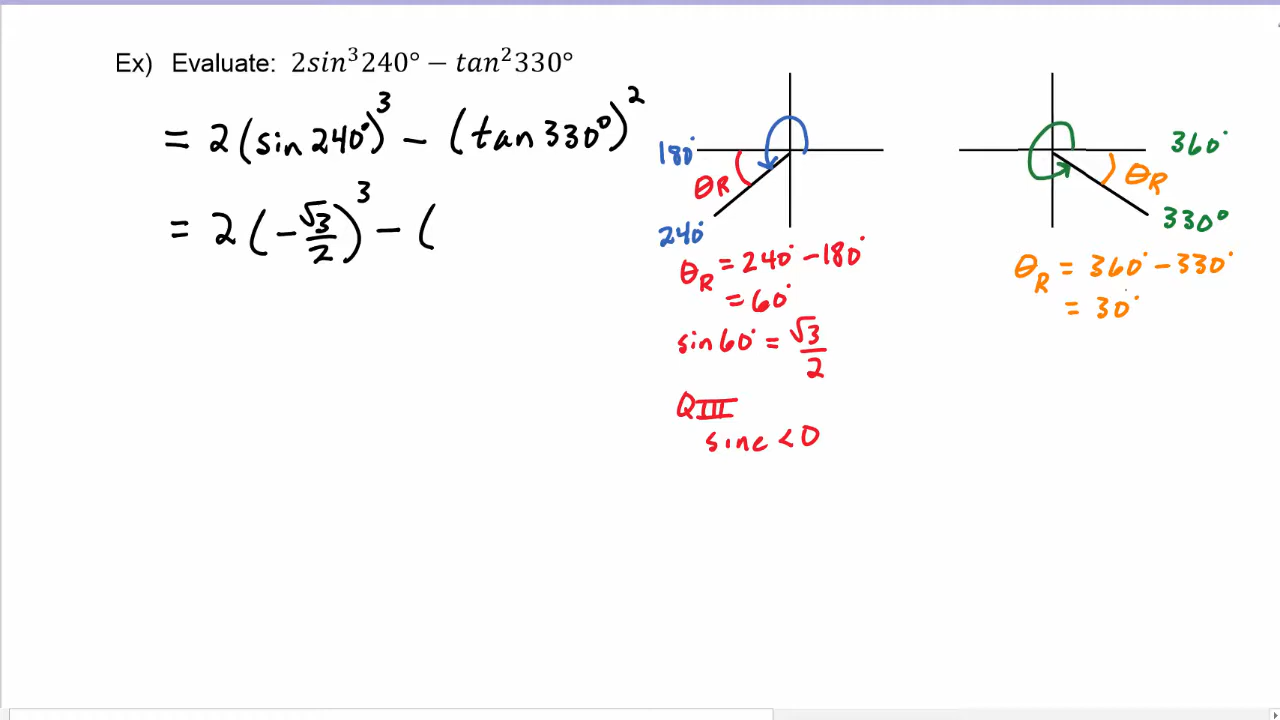 Ex) Evaluate: 2sin³240° − tan²330°
= 2(sin 240°)³ − (tan 330°)²
= 2(−√3/2)³ − (
180°
θR
240°
θR = 240° − 180°
= 60°
sin 60° = √3/2
QIII
sine < 0
360°
θR
330°
θR = 360° − 330°
= 30°